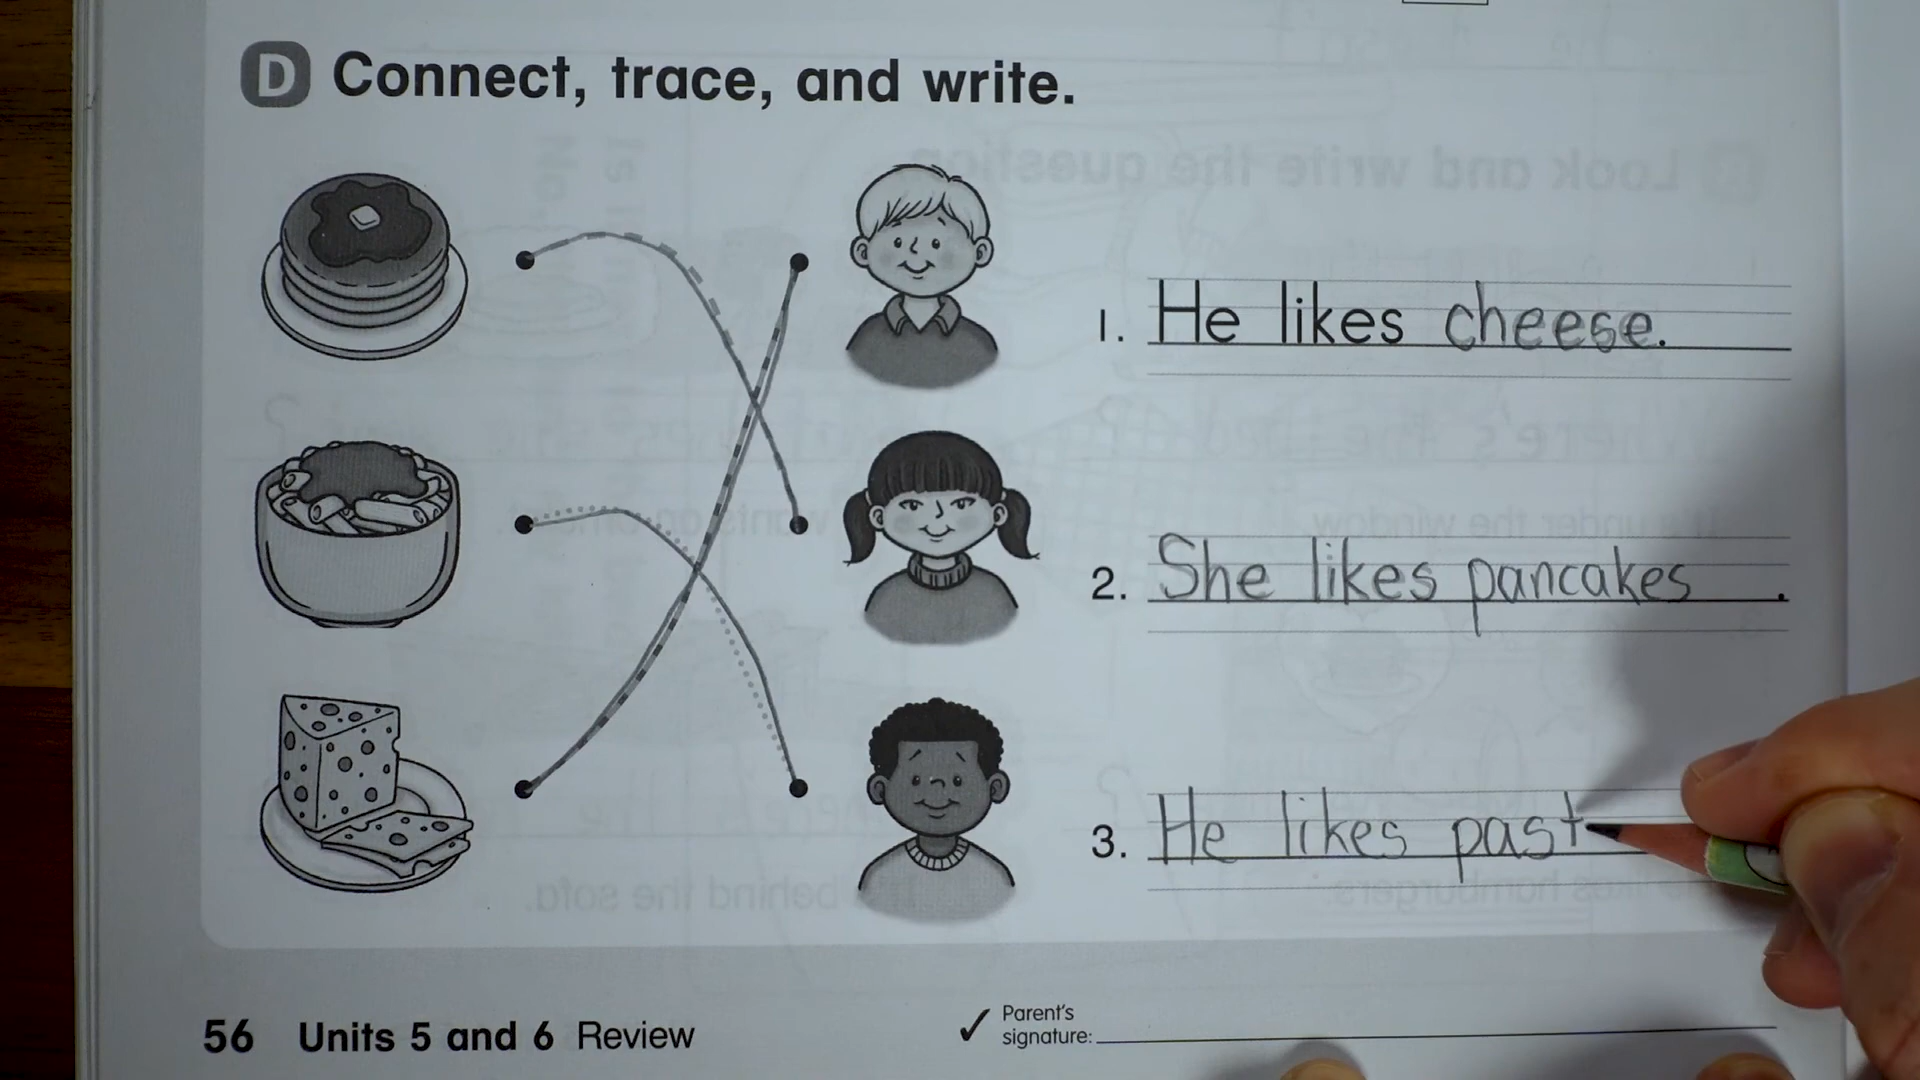 D Connect, trace, and write.
1. He likes cheese.
2. She likes pancakes .
3. He likes past
56 Units 5 and 6 Review
✓ Parent's
signature: